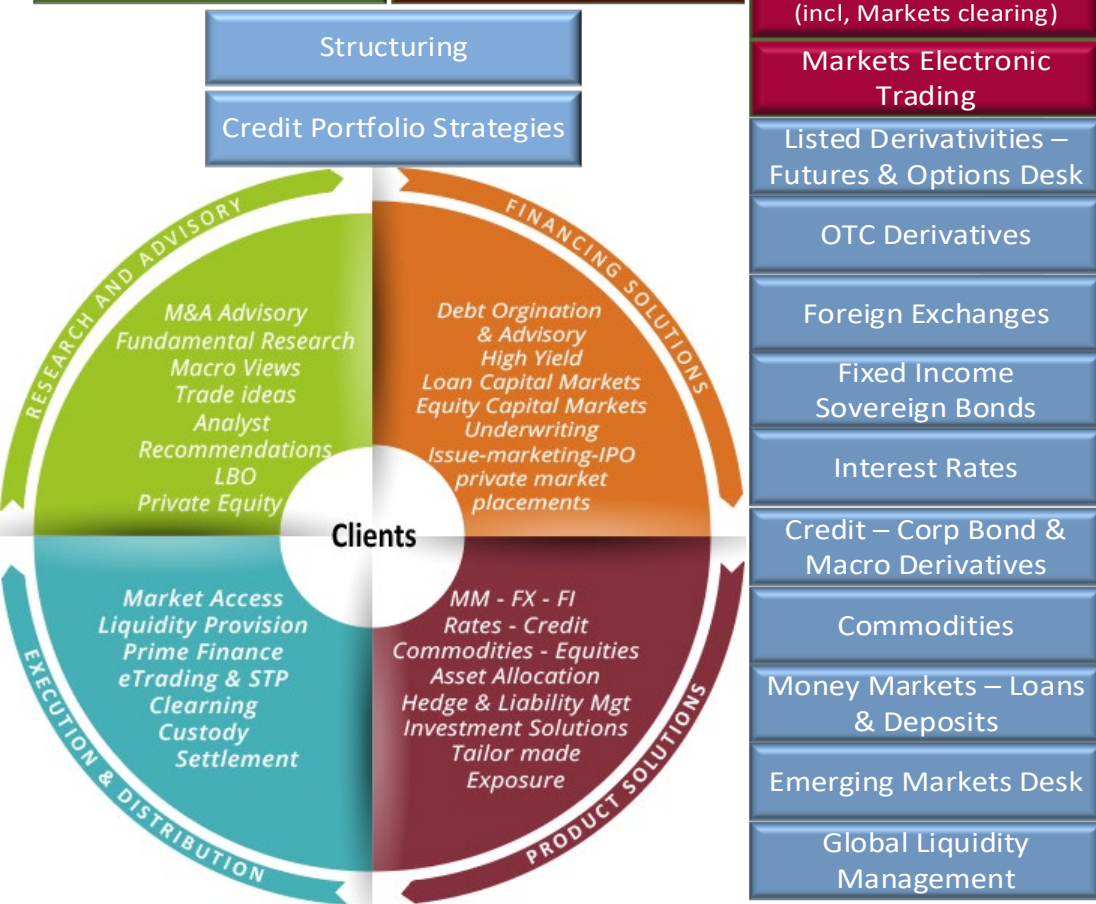 Structuring
Credit Portfolio Strategies
RESEARCH AND ADVISORY
M&A Advisory
Fundamental Research
Macro Views
Trade ideas
Analyst
Recommendations
LBO
Private Equity
FINANCING SOLUTIONS
Debt Orgination
& Advisory
High Yield
Loan Capital Markets
Equity Capital Markets
Underwriting
Issue-marketing-IPO
private market
placements
Clients
EXECUTION & DISTRIBUTION
Market Access
Liquidity Provision
Prime Finance
eTrading & STP
Clearning
Custody
Settlement
PRODUCT SOLUTIONS
MM - FX - FI
Rates - Credit
Commodities - Equities
Asset Allocation
Hedge & Liability Mgt
Investment Solutions
Tailor made
Exposure
(incl, Markets clearing)
Markets Electronic
Trading
Listed Derivativities –
Futures & Options Desk
OTC Derivatives
Foreign Exchanges
Fixed Income
Sovereign Bonds
Interest Rates
Credit – Corp Bond &
Macro Derivatives
Commodities
Money Markets – Loans
& Deposits
Emerging Markets Desk
Global Liquidity
Management